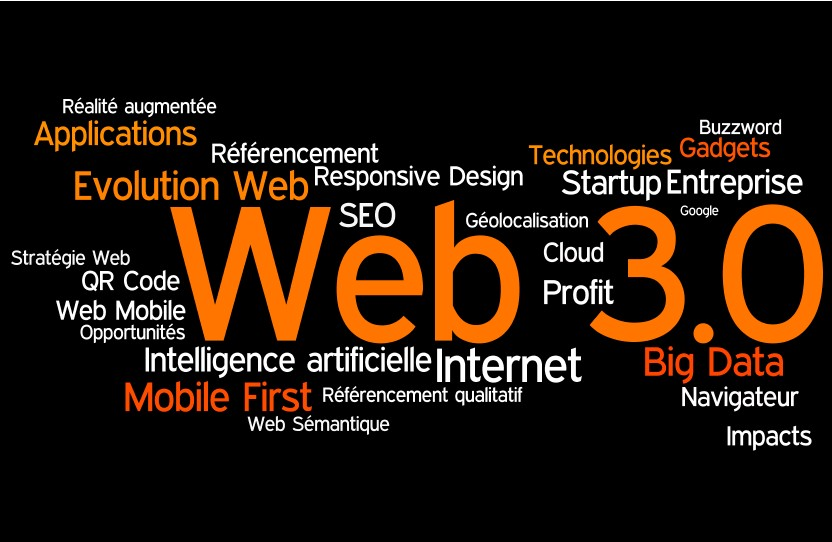 Réalité augmentée
Applications
Buzzword
Gadgets
Référencement
Technologies
Evolution Web
Responsive Design
Startup
Entreprise
SEO
Géolocalisation
Google
Web 3.0
Stratégie Web
Cloud
QR Code
Profit
Web Mobile
Opportunités
Intelligence artificielle
Internet
Big Data
Mobile First
Référencement qualitatif
Navigateur
Web Sémantique
Impacts